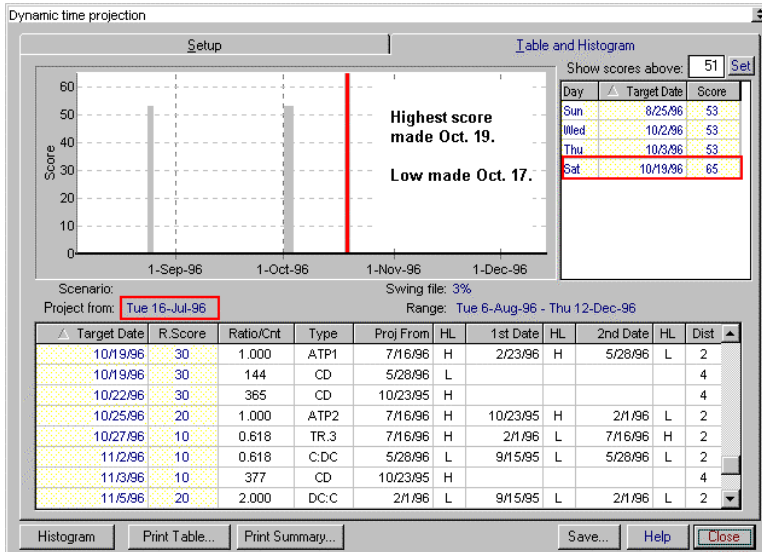 Dynamic time projection
Setup
Table and Histogram
Show scores above: 51 Set
60
50
40
30
20
10
0
Score
1-Sep-96 1-Oct-96 1-Nov-96 1-Dec-96
Highest score
made Oct. 19.
Low made Oct. 17.
Day Target Date Score
Sun 8/25/96 53
Wed 10/2/96 53
Thu 10/3/96 53
Sat 10/19/96 65
Scenario: Swing file: 3%
Project from: Tue 16-Jul-96 Range: Tue 6-Aug-96 - Thu 12-Dec-96
Target Date R.Score Ratio/Cnt Type Proj From HL 1st Date HL 2nd Date HL Dist
10/19/96 30 1.000 ATP1 7/16/96 H 2/23/96 H 5/28/96 L 2
10/19/96 30 144 CD 5/28/96 L 4
10/22/96 30 365 CD 10/23/95 H 4
10/25/96 20 1.000 ATP2 7/16/96 H 10/23/95 H 2/1/96 L 2
10/27/96 10 0.618 TR.3 7/16/96 H 2/1/96 L 7/16/96 H 2
11/2/96 10 0.618 C:DC 5/28/96 L 9/15/95 L 5/28/96 L 2
11/3/96 10 377 CD 10/23/95 H 4
11/5/96 20 2.000 DC:C 2/1/96 L 9/15/95 L 2/1/96 L 2
Histogram Print Table... Print Summary... Save... Help Close